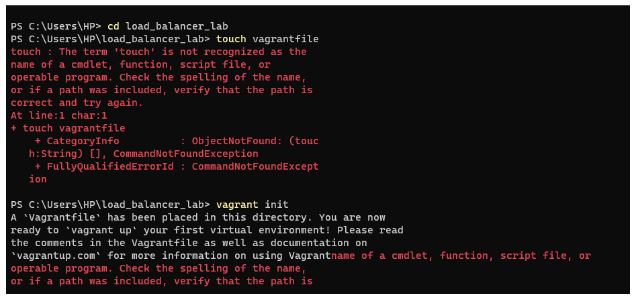 PS C:\Users\HP> cd load_balancer_lab
PS C:\Users\HP\load_balancer_lab> touch vagrantfile
touch : The term 'touch' is not recognized as the
name of a cmdlet, function, script file, or
operable program. Check the spelling of the name,
or if a path was included, verify that the path is
correct and try again.
At line:1 char:1
+ touch vagrantfile
    + CategoryInfo          : ObjectNotFound: (touc
   h:String) [], CommandNotFoundException
    + FullyQualifiedErrorId : CommandNotFoundExcept
   ion
PS C:\Users\HP\load_balancer_lab> vagrant init
A `Vagrantfile` has been placed in this directory. You are now
ready to `vagrant up` your first virtual environment! Please read
the comments in the Vagrantfile as well as documentation on
`vagrantup.com` for more information on using Vagrantname of a cmdlet, function, script file, or
operable program. Check the spelling of the name,
or if a path was included, verify that the path is